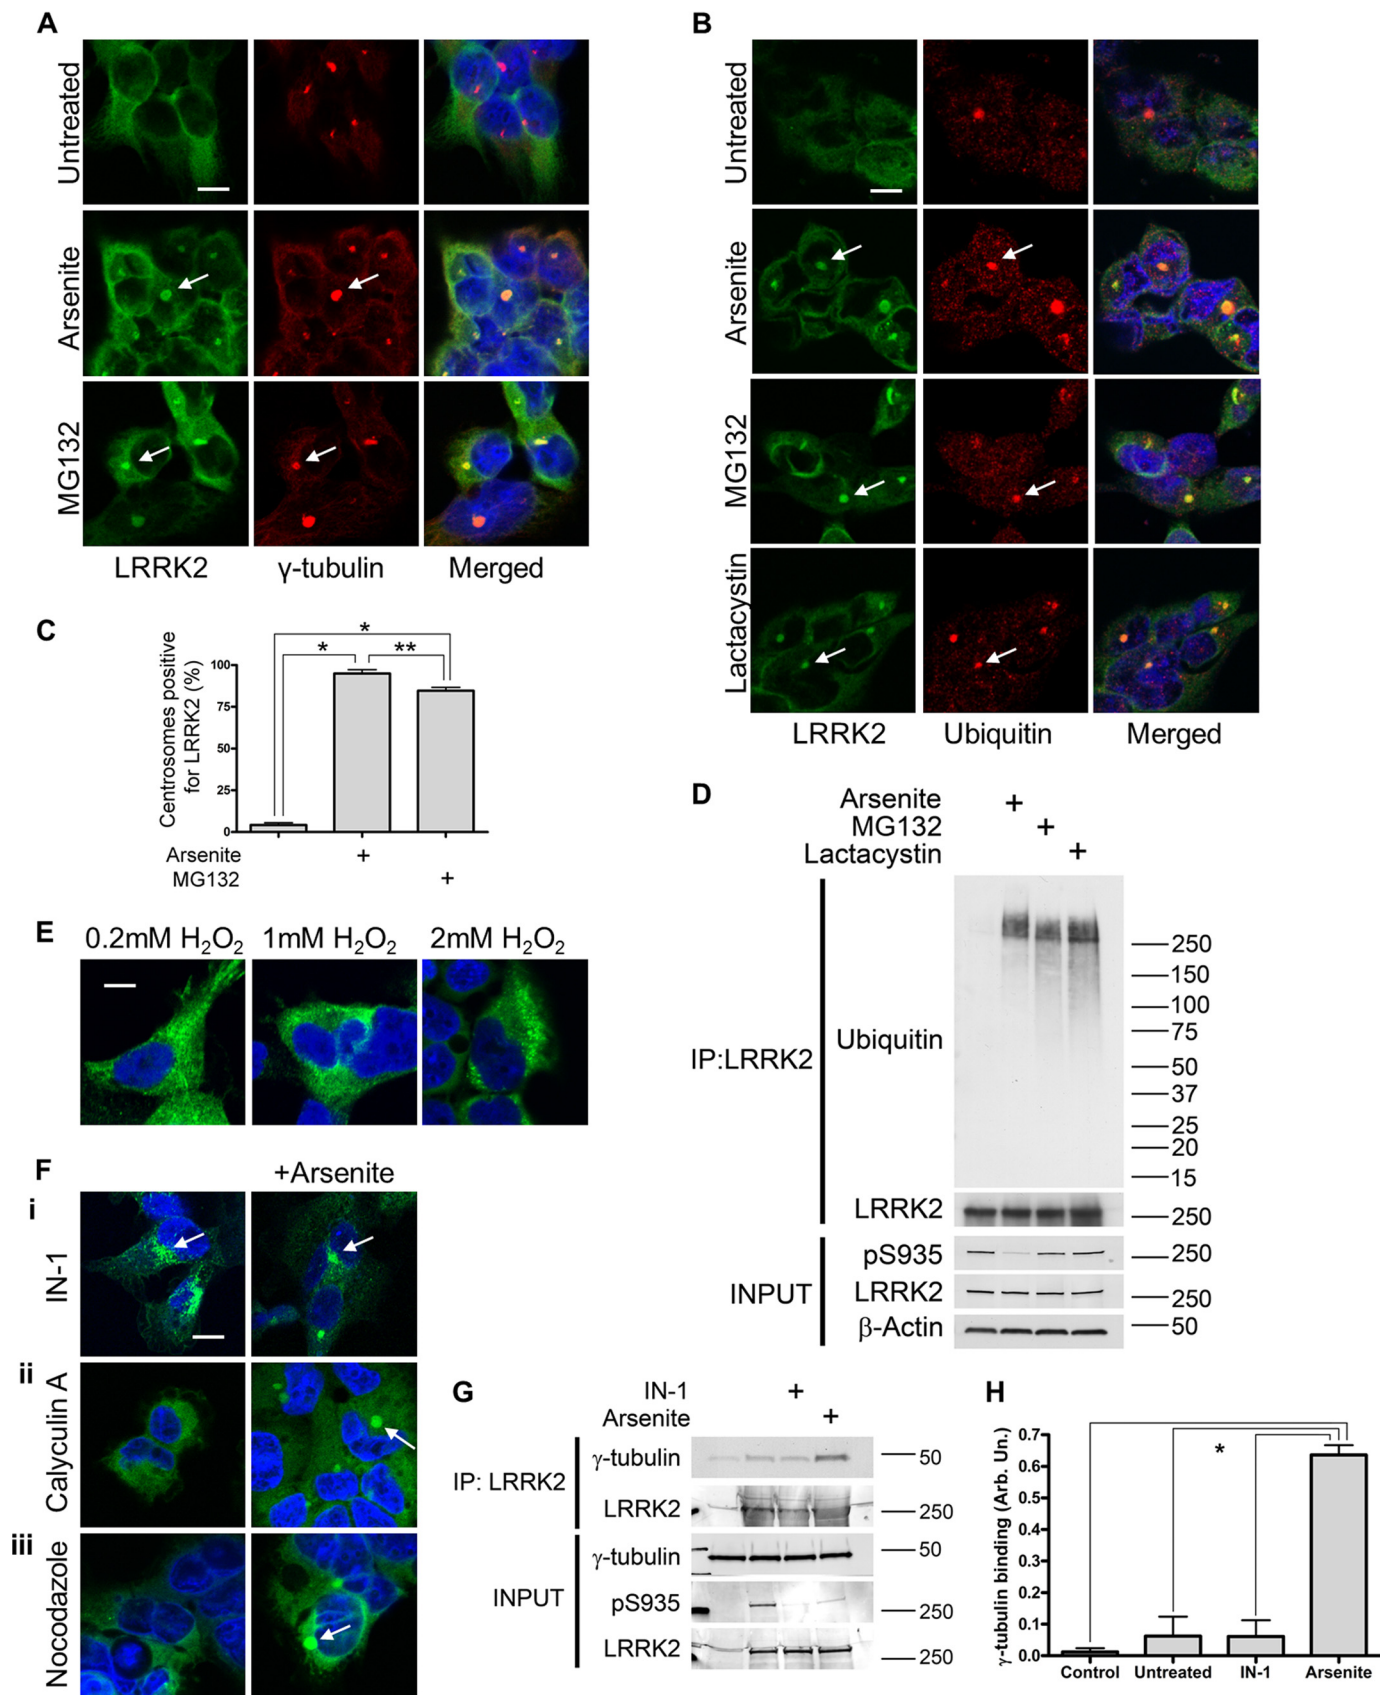 A
Untreated
Arsenite
MG132
LRRK2 γ-tubulin Merged
B
Untreated
Arsenite
MG132
Lactacystin
LRRK2 Ubiquitin Merged
C
Centrosomes positive
for LRRK2 (%)
100
75
50
25
0
* * **
Arsenite +
MG132 +
D
Arsenite +
MG132 +
Lactacystin +
IP:LRRK2
Ubiquitin
250
150
100
75
50
37
25
20
15
LRRK2 250
INPUT
pS935 250
LRRK2 250
β-Actin 50
E
0.2mM H₂O₂ 1mM H₂O₂ 2mM H₂O₂
F
+Arsenite
i IN-1
ii Calyculin A
iii Nocodazole
G
IN-1 +
Arsenite +
IP: LRRK2
γ-tubulin 50
LRRK2 250
INPUT
γ-tubulin 50
pS935 250
LRRK2 250
H
γ-tubulin binding (Arb. Un.)
0.7
0.6
0.5
0.4
0.3
0.2
0.1
0.0
*
Control Untreated IN-1 Arsenite